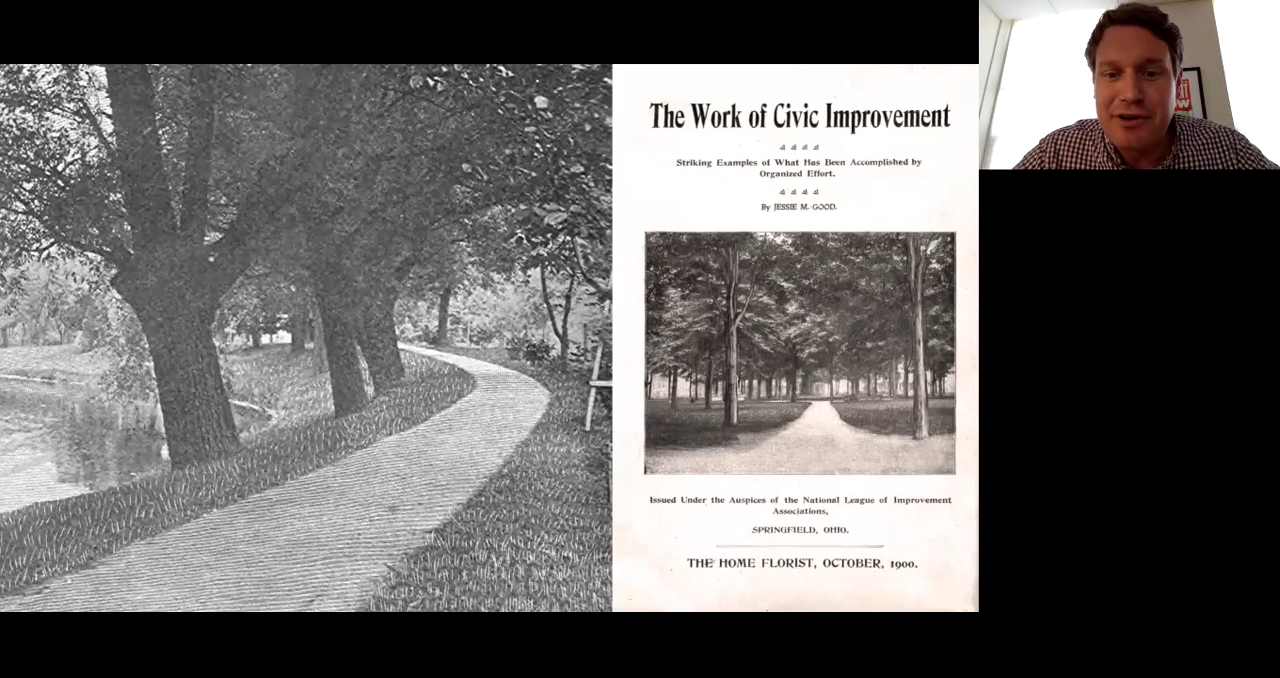 The Work of Civic Improvement
Striking Examples of What Has Been Accomplished by
Organized Effort.
By JESSIE M. GOOD.
Issued Under the Auspices of the National League of Improvement
Associations,
SPRINGFIELD, OHIO.
THE HOME FLORIST, OCTOBER, 1900.